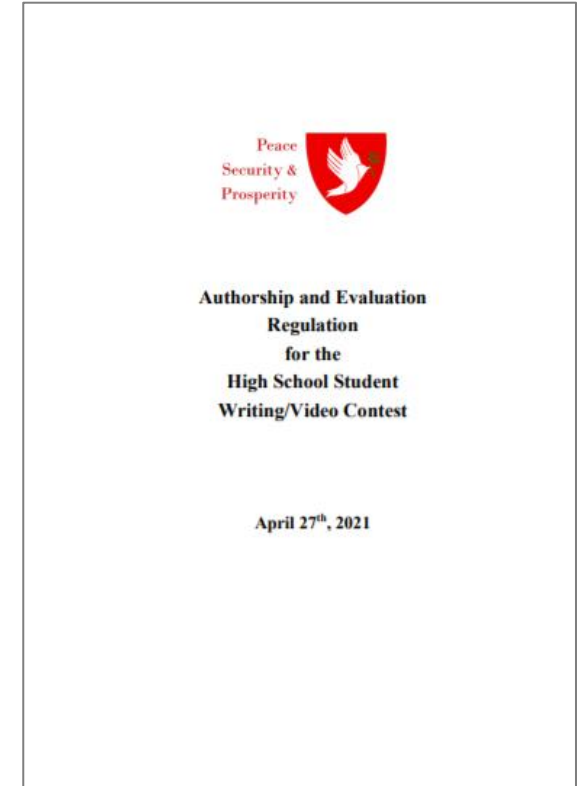 Peace
Security &
Prosperity
Authorship and Evaluation
Regulation
for the
High School Student
Writing/Video Contest
April 27th, 2021